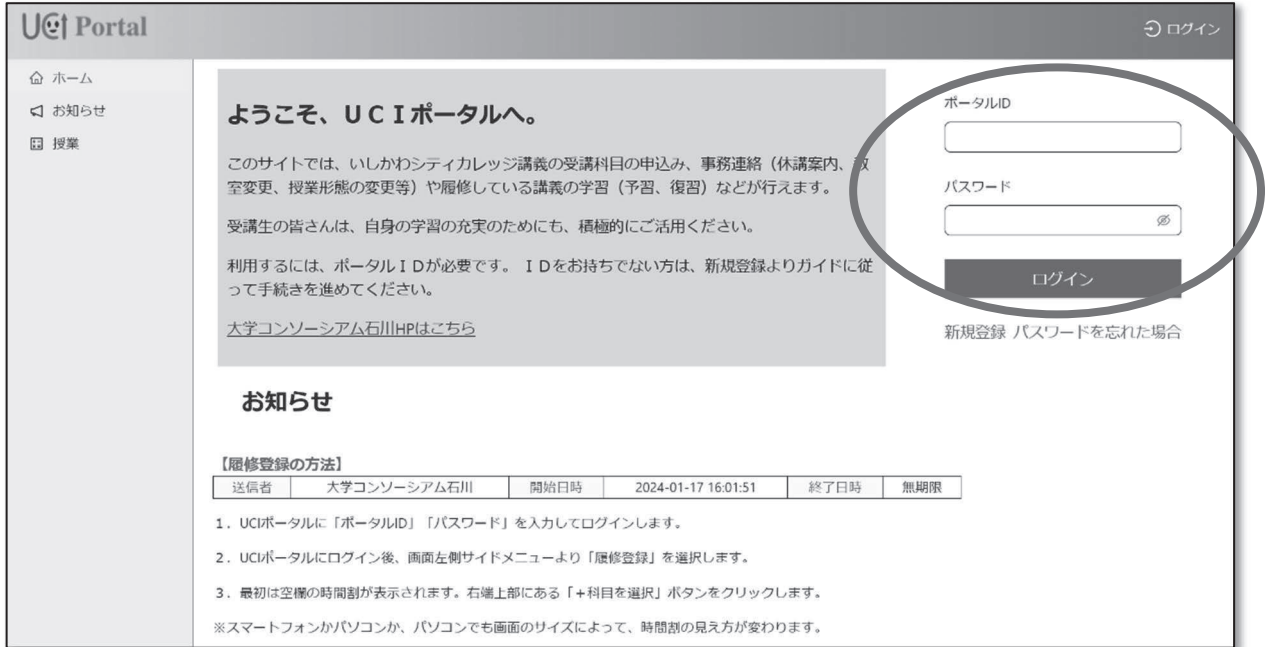 UCI Portal
ログイン
ホーム
お知らせ
授業
ようこそ、ＵＣＩポータルへ。
このサイトでは、いしかわシティカレッジ講義の受講科目の申込み、事務連絡（休講案内、教
室変更、授業形態の変更等）や履修している講義の学習（予習、復習）などが行えます。
受講生の皆さんは、自身の学習の充実のためにも、積極的にご活用ください。
利用するには、ポータルＩＤが必要です。 ＩＤをお持ちでない方は、新規登録よりガイドに従
って手続きを進めてください。
大学コンソーシアム石川HPはこちら
ポータルID
パスワード
ログイン
新規登録 パスワードを忘れた場合
お知らせ
【履修登録の方法】
送信者 大学コンソーシアム石川 開始日時 2024-01-17 16:01:51 終了日時 無期限
1．UCIポータルに「ポータルID」「パスワード」を入力してログインします。
2．UCIポータルにログイン後、画面左側サイドメニューより「履修登録」を選択します。
3．最初は空欄の時間割が表示されます。右端上部にある「+科目を選択」ボタンをクリックします。
※スマートフォンかパソコンか、パソコンでも画面のサイズによって、時間割の見え方が変わります。